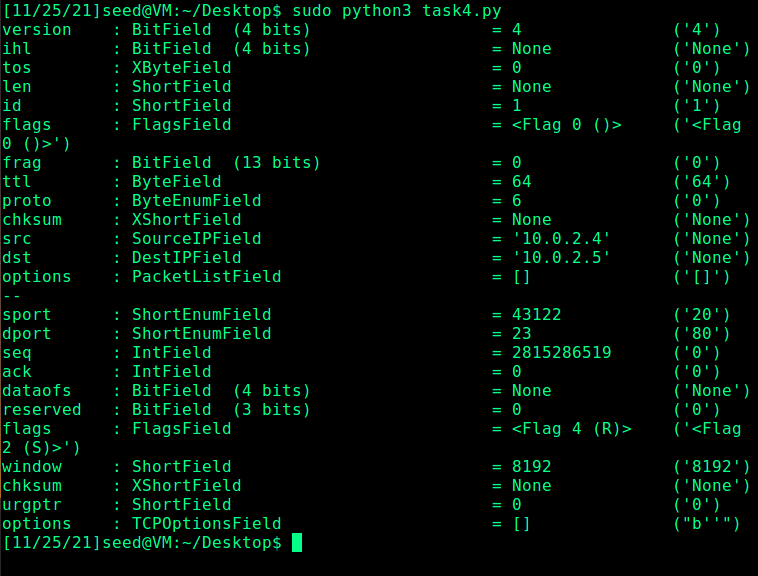 [11/25/21]seed@VM:~/Desktop$ sudo python3 task4.py
version    : BitField  (4 bits)                  = 4               ('4')
ihl        : BitField  (4 bits)                  = None            ('None')
tos        : XByteField                          = 0               ('0')
len        : ShortField                          = None            ('None')
id         : ShortField                          = 1               ('1')
flags      : FlagsField                          = <Flag 0 ()>     ('<Flag
0 ()>')
frag       : BitField  (13 bits)                 = 0               ('0')
ttl        : ByteField                           = 64              ('64')
proto      : ByteEnumField                       = 6               ('0')
chksum     : XShortField                         = None            ('None')
src        : SourceIPField                       = '10.0.2.4'      ('None')
dst        : DestIPField                         = '10.0.2.5'      ('None')
options    : PacketListField                     = []              ('[]')
--
sport      : ShortEnumField                      = 43122           ('20')
dport      : ShortEnumField                      = 23              ('80')
seq        : IntField                            = 2815286519      ('0')
ack        : IntField                            = 0               ('0')
dataofs    : BitField  (4 bits)                  = None            ('None')
reserved   : BitField  (3 bits)                  = 0               ('0')
flags      : FlagsField                          = <Flag 4 (R)>    ('<Flag
2 (S)>')
window     : ShortField                          = 8192            ('8192')
chksum     : XShortField                         = None            ('None')
urgptr     : ShortField                          = 0               ('0')
options    : TCPOptionsField                     = []              ("b''")
[11/25/21]seed@VM:~/Desktop$